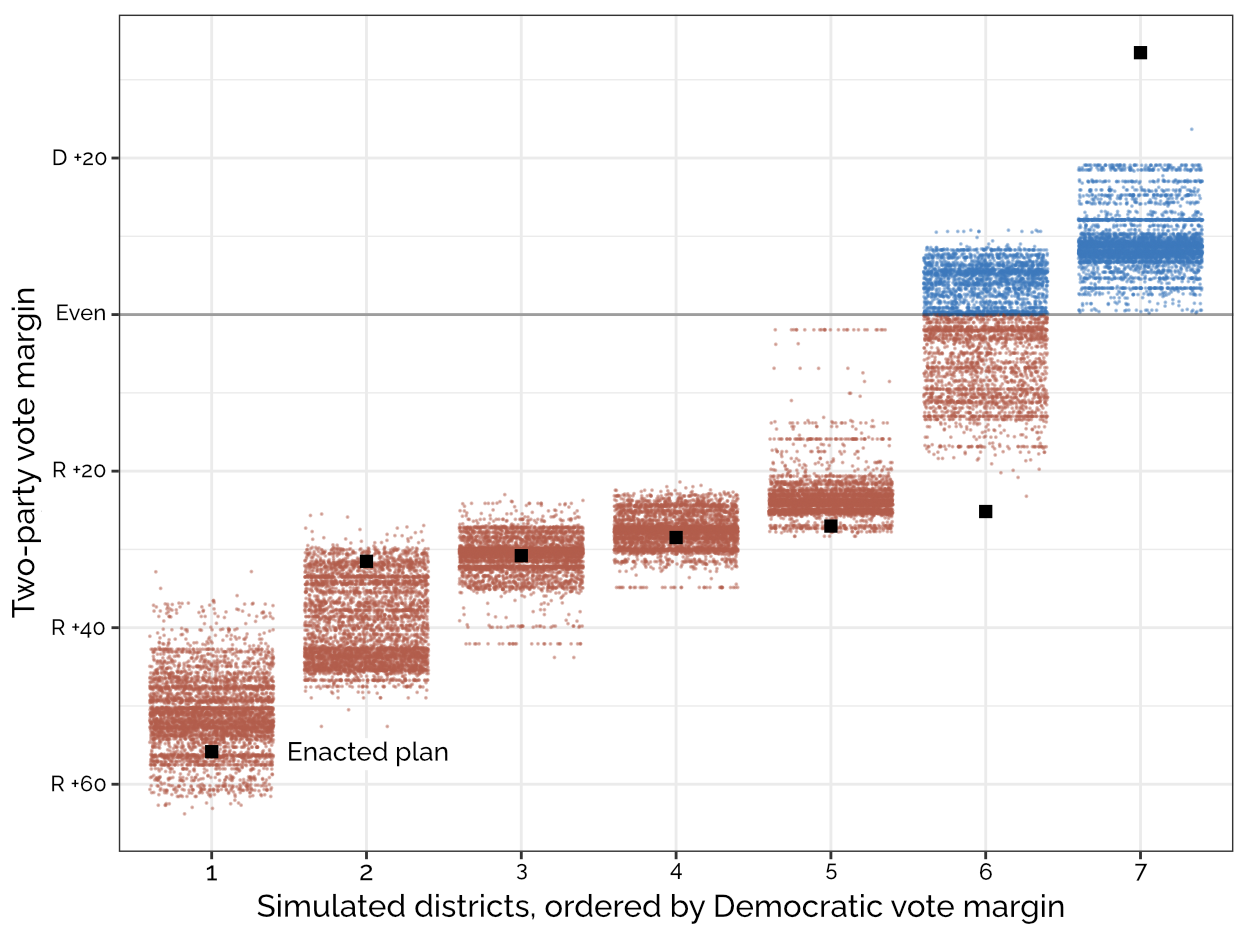 Two-party vote margin
D +20
Even
R +20
R +40
R +60
Enacted plan
1 2 3 4 5 6 7
Simulated districts, ordered by Democratic vote margin